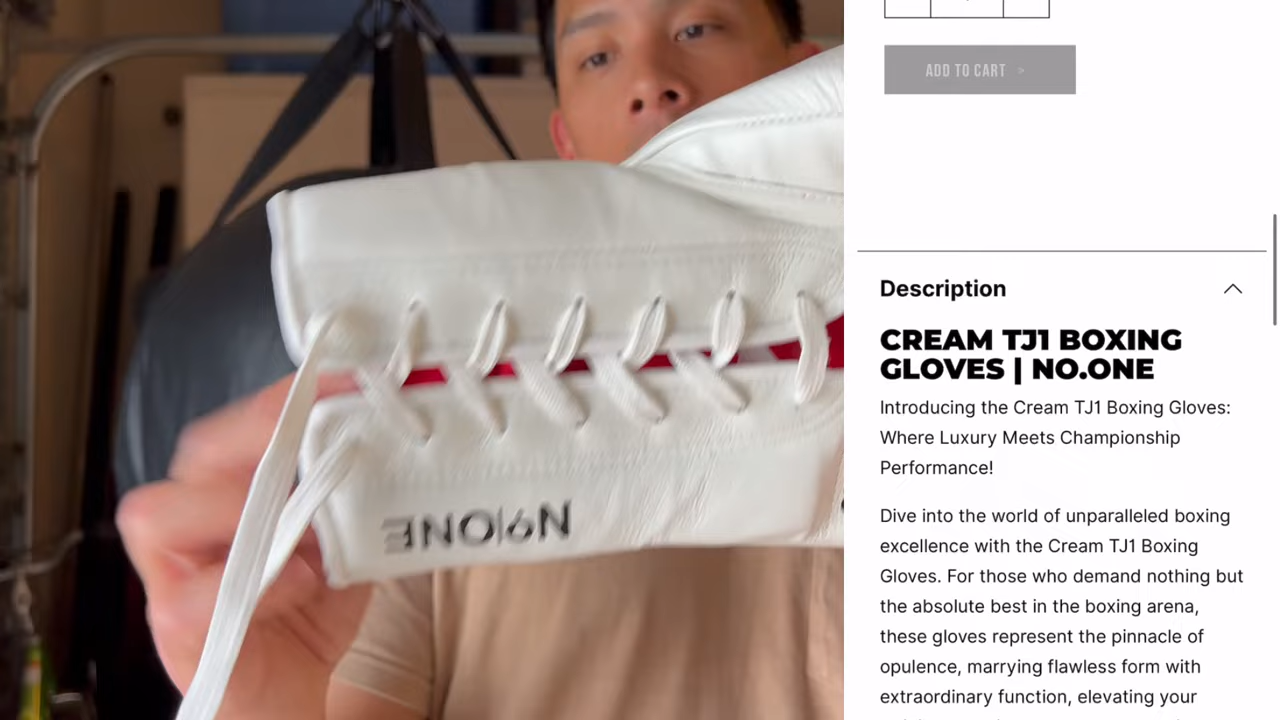 NO|ONE
ADD TO CART >
Description
CREAM TJ1 BOXING
GLOVES | NO.ONE
Introducing the Cream TJ1 Boxing Gloves:
Where Luxury Meets Championship
Performance!
Dive into the world of unparalleled boxing
excellence with the Cream TJ1 Boxing
Gloves. For those who demand nothing but
the absolute best in the boxing arena,
these gloves represent the pinnacle of
opulence, marrying flawless form with
extraordinary function, elevating your